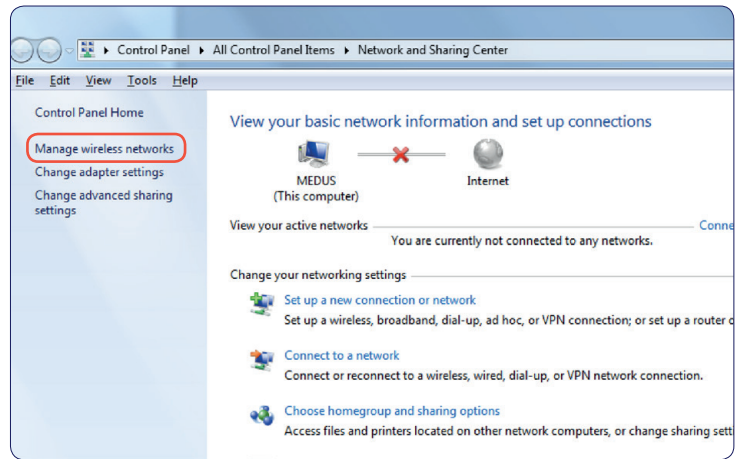 Control Panel ▸ All Control Panel Items ▸ Network and Sharing Center
File Edit View Tools Help
Control Panel Home
Manage wireless networks
Change adapter settings
Change advanced sharing
settings
View your basic network information and set up connections
MEDUS
(This computer)
Internet
View your active networks
Conne
You are currently not connected to any networks.
Change your networking settings
Set up a new connection or network
Set up a wireless, broadband, dial-up, ad hoc, or VPN connection; or set up a router
Connect to a network
Connect or reconnect to a wireless, wired, dial-up, or VPN network connection.
Choose homegroup and sharing options
Access files and printers located on other network computers, or change sharing sett